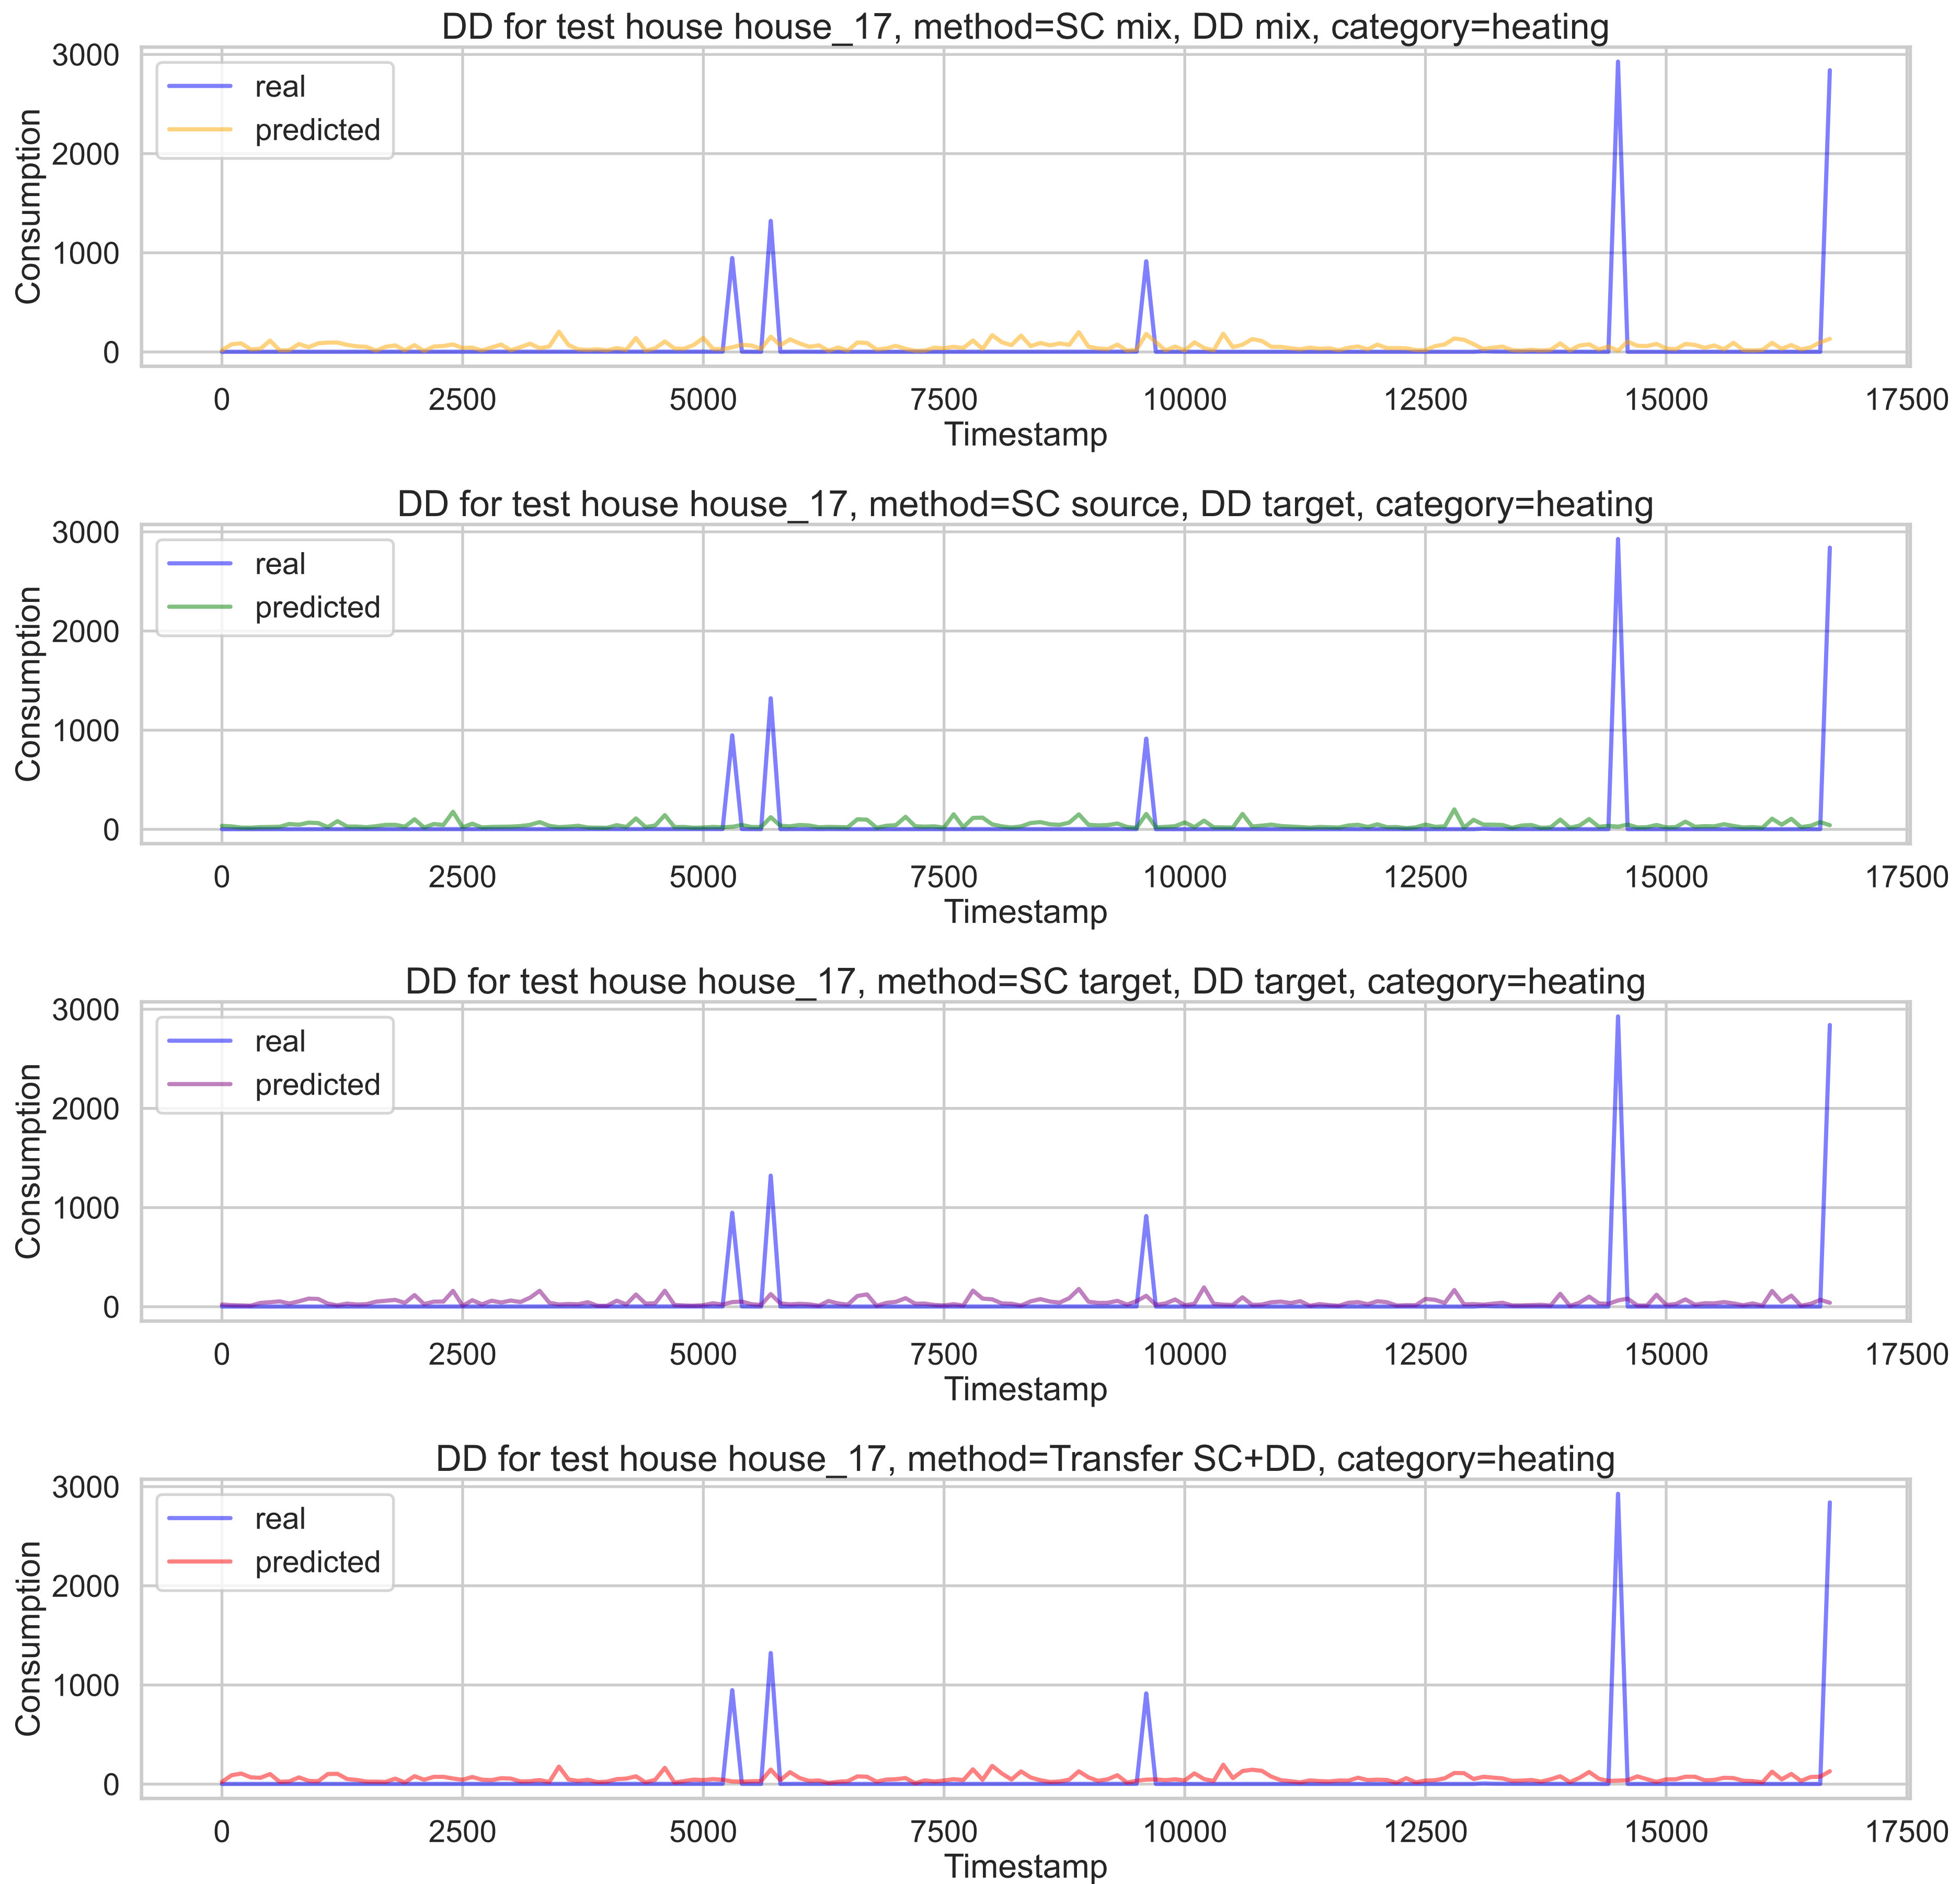 DD for test house house_17, method=SC mix, DD mix, category=heating
3000
2000
1000
0
Consumption
real
predicted
0 2500 5000 7500 10000 12500 15000 17500
Timestamp
DD for test house house_17, method=SC source, DD target, category=heating
3000
2000
1000
0
Consumption
real
predicted
0 2500 5000 7500 10000 12500 15000 17500
Timestamp
DD for test house house_17, method=SC target, DD target, category=heating
3000
2000
1000
0
Consumption
real
predicted
0 2500 5000 7500 10000 12500 15000 17500
Timestamp
DD for test house house_17, method=Transfer SC+DD, category=heating
3000
2000
1000
0
Consumption
real
predicted
0 2500 5000 7500 10000 12500 15000 17500
Timestamp